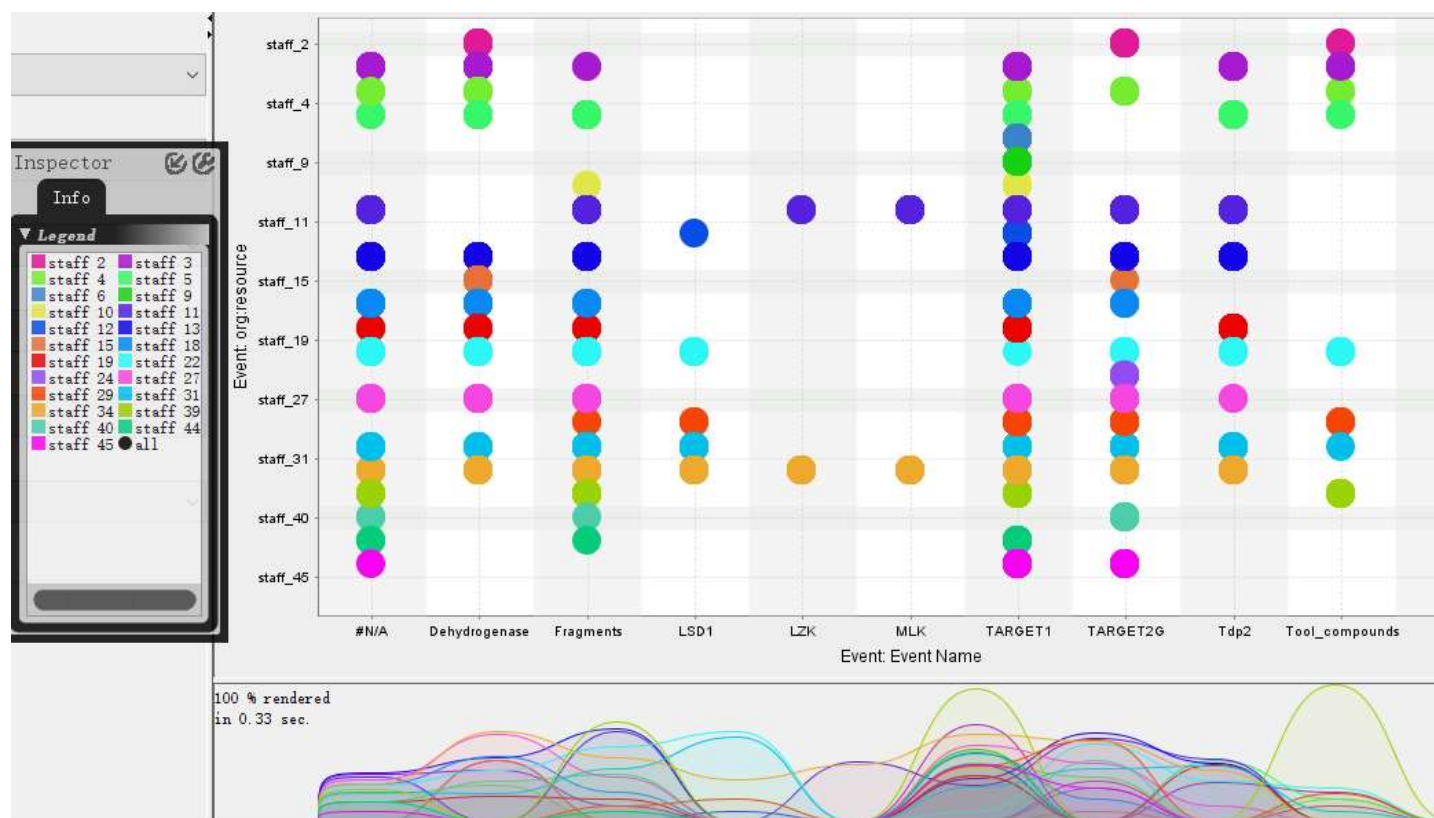 Inspector
Info
Legend
staff 2 staff 3
staff 4 staff 5
staff 6 staff 9
staff 10 staff 11
staff 12 staff 13
staff 15 staff 18
staff 19 staff 22
staff 24 staff 27
staff 29 staff 31
staff 34 staff 39
staff 40 staff 44
staff 45 all
Event: org:resource
staff_2
staff_4
staff_9
staff_11
staff_15
staff_19
staff_27
staff_31
staff_40
staff_45
#N/A Dehydrogenase Fragments LSD1 LZK MLK TARGET1 TARGET2G Tdp2 Tool_compounds
Event: Event Name
100 % rendered
in 0.33 sec.